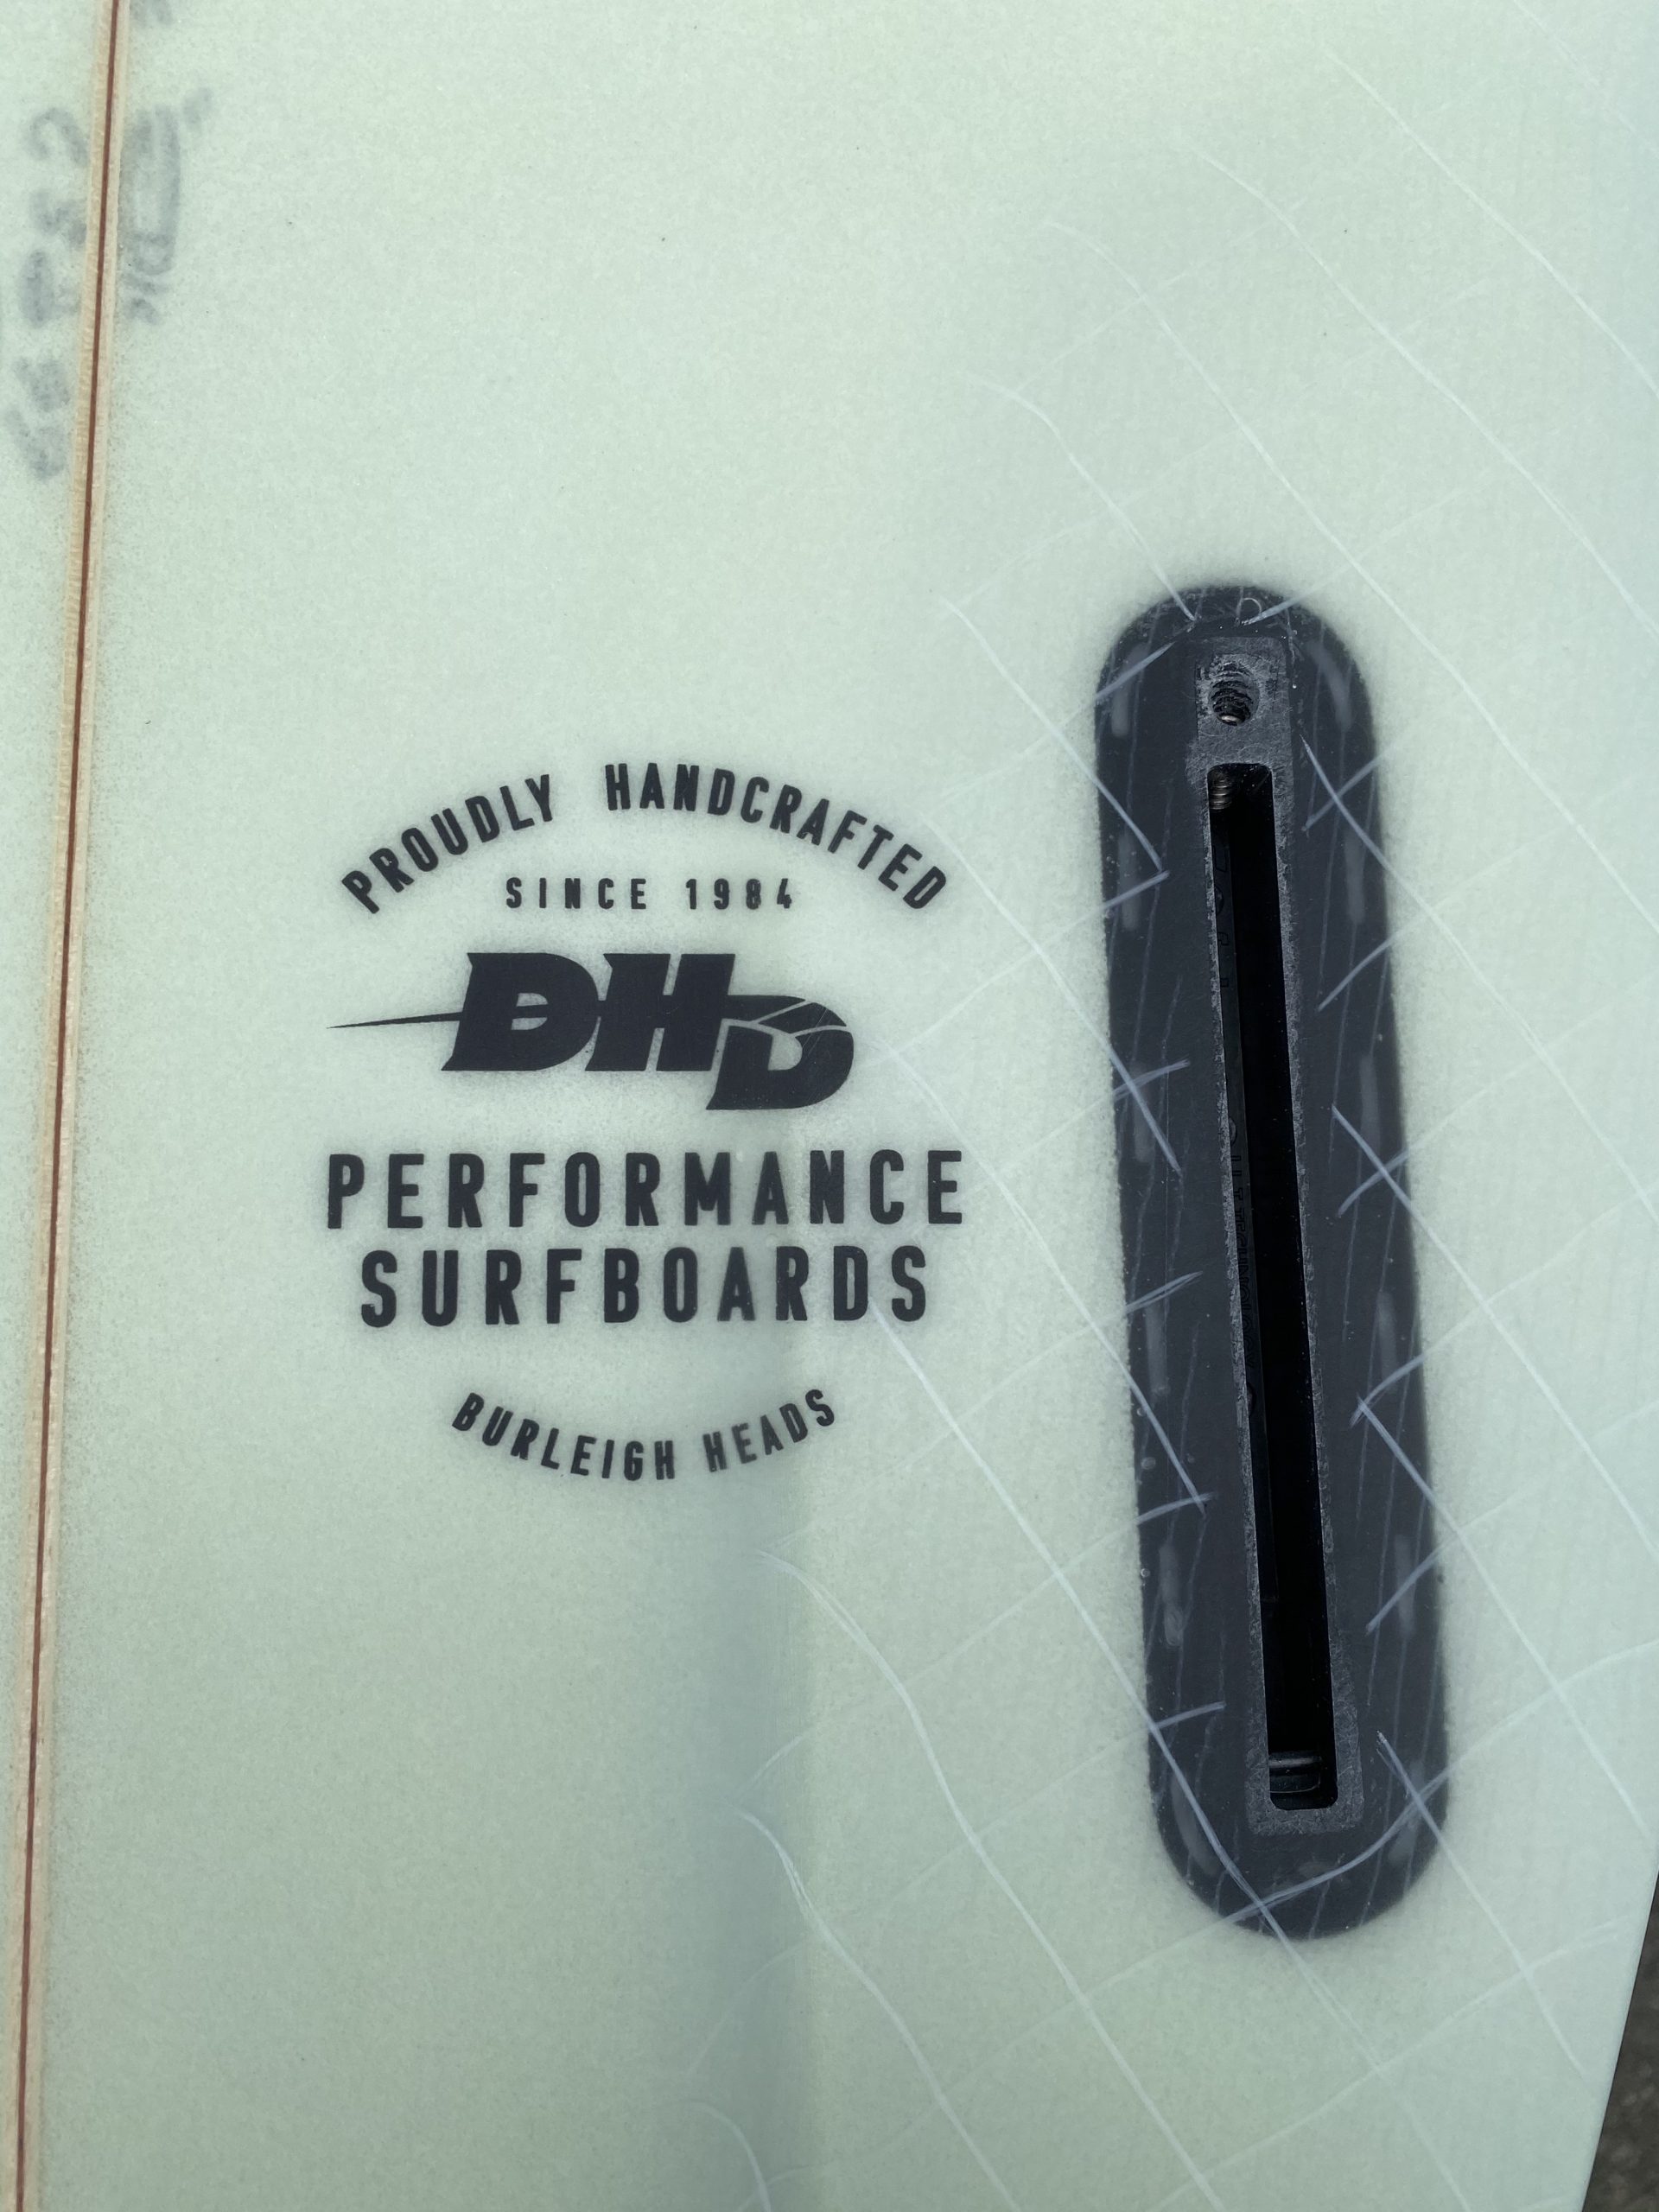 PROUDLY HANDCRAFTED
SINCE 1984
DHD
PERFORMANCE
SURFBOARDS
BURLEIGH HEADS